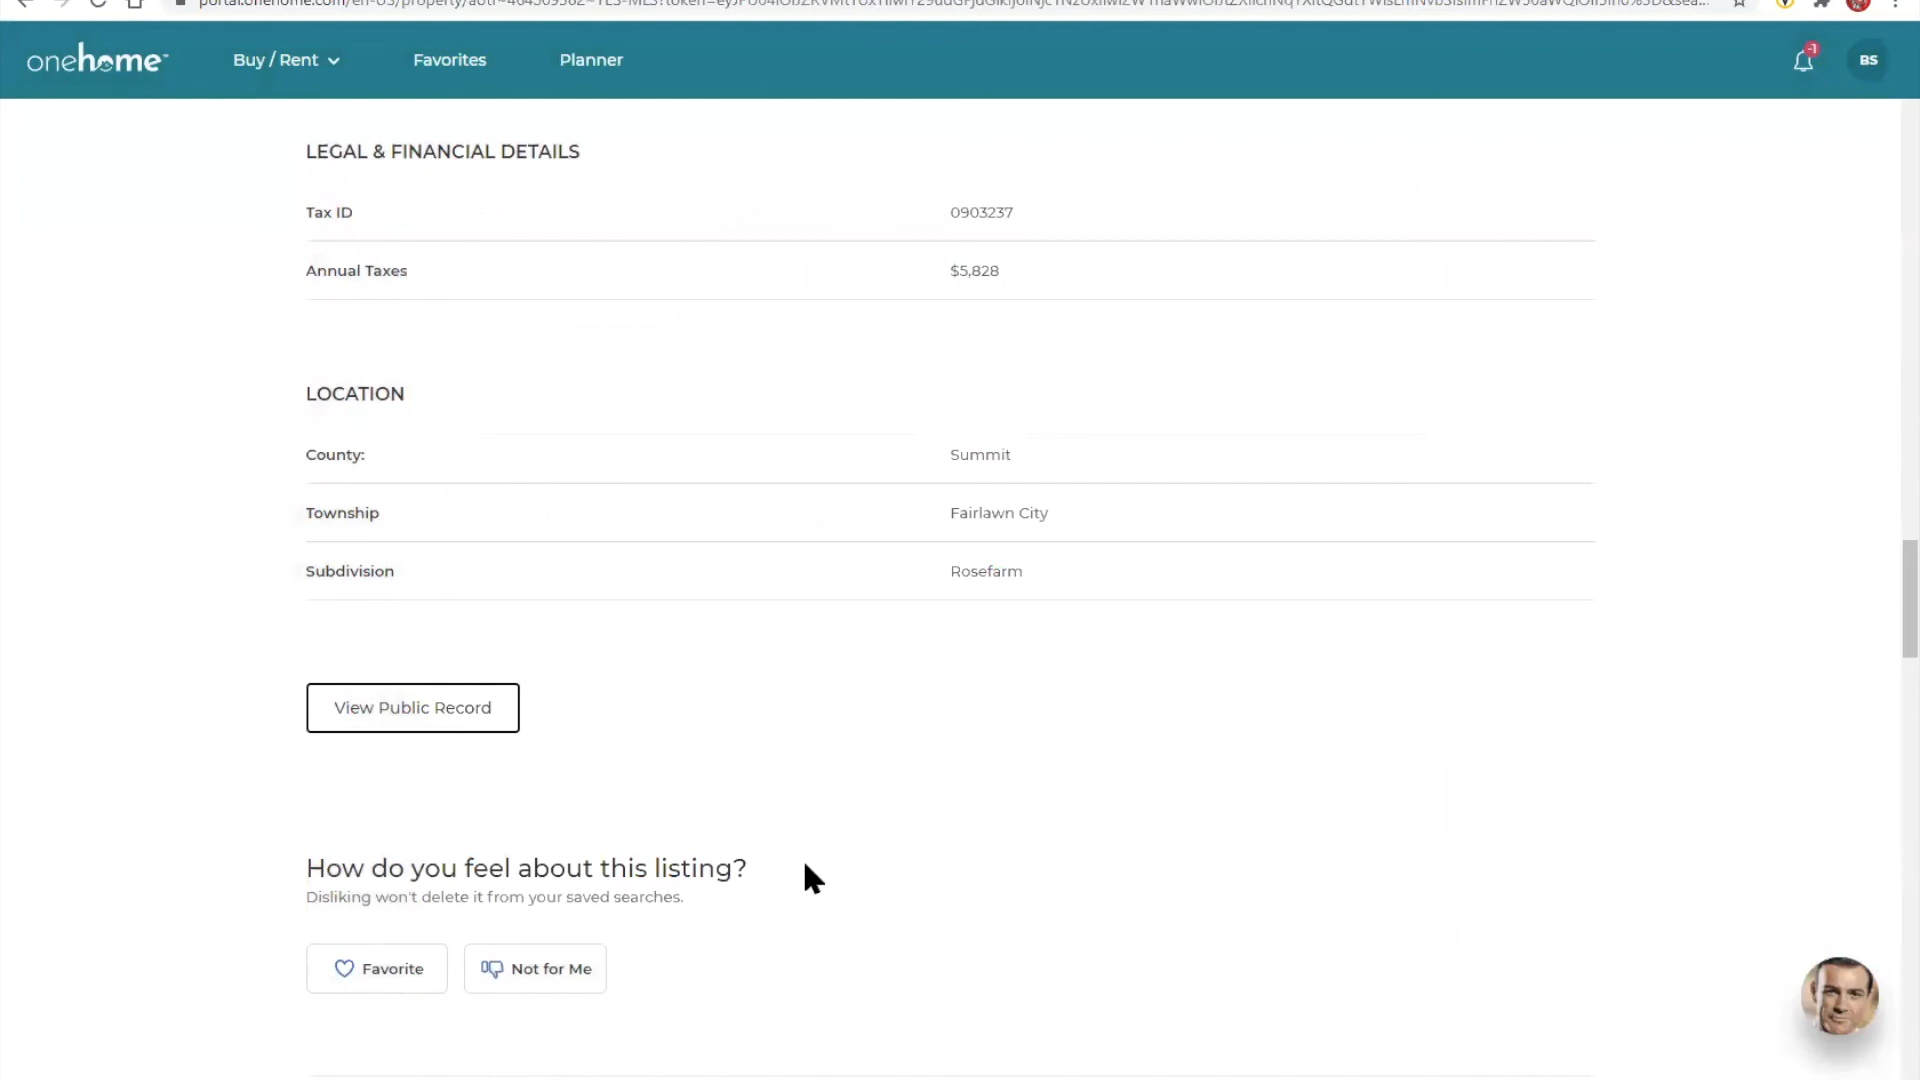 onehome
Buy / Rent
Favorites
Planner
-1
BS
LEGAL & FINANCIAL DETAILS
Tax ID
0903237
Annual Taxes
$5,828
LOCATION
County:
Summit
Township
Fairlawn City
Subdivision
Rosefarm
View Public Record
How do you feel about this listing?
Disliking won't delete it from your saved searches.
Favorite
Not for Me